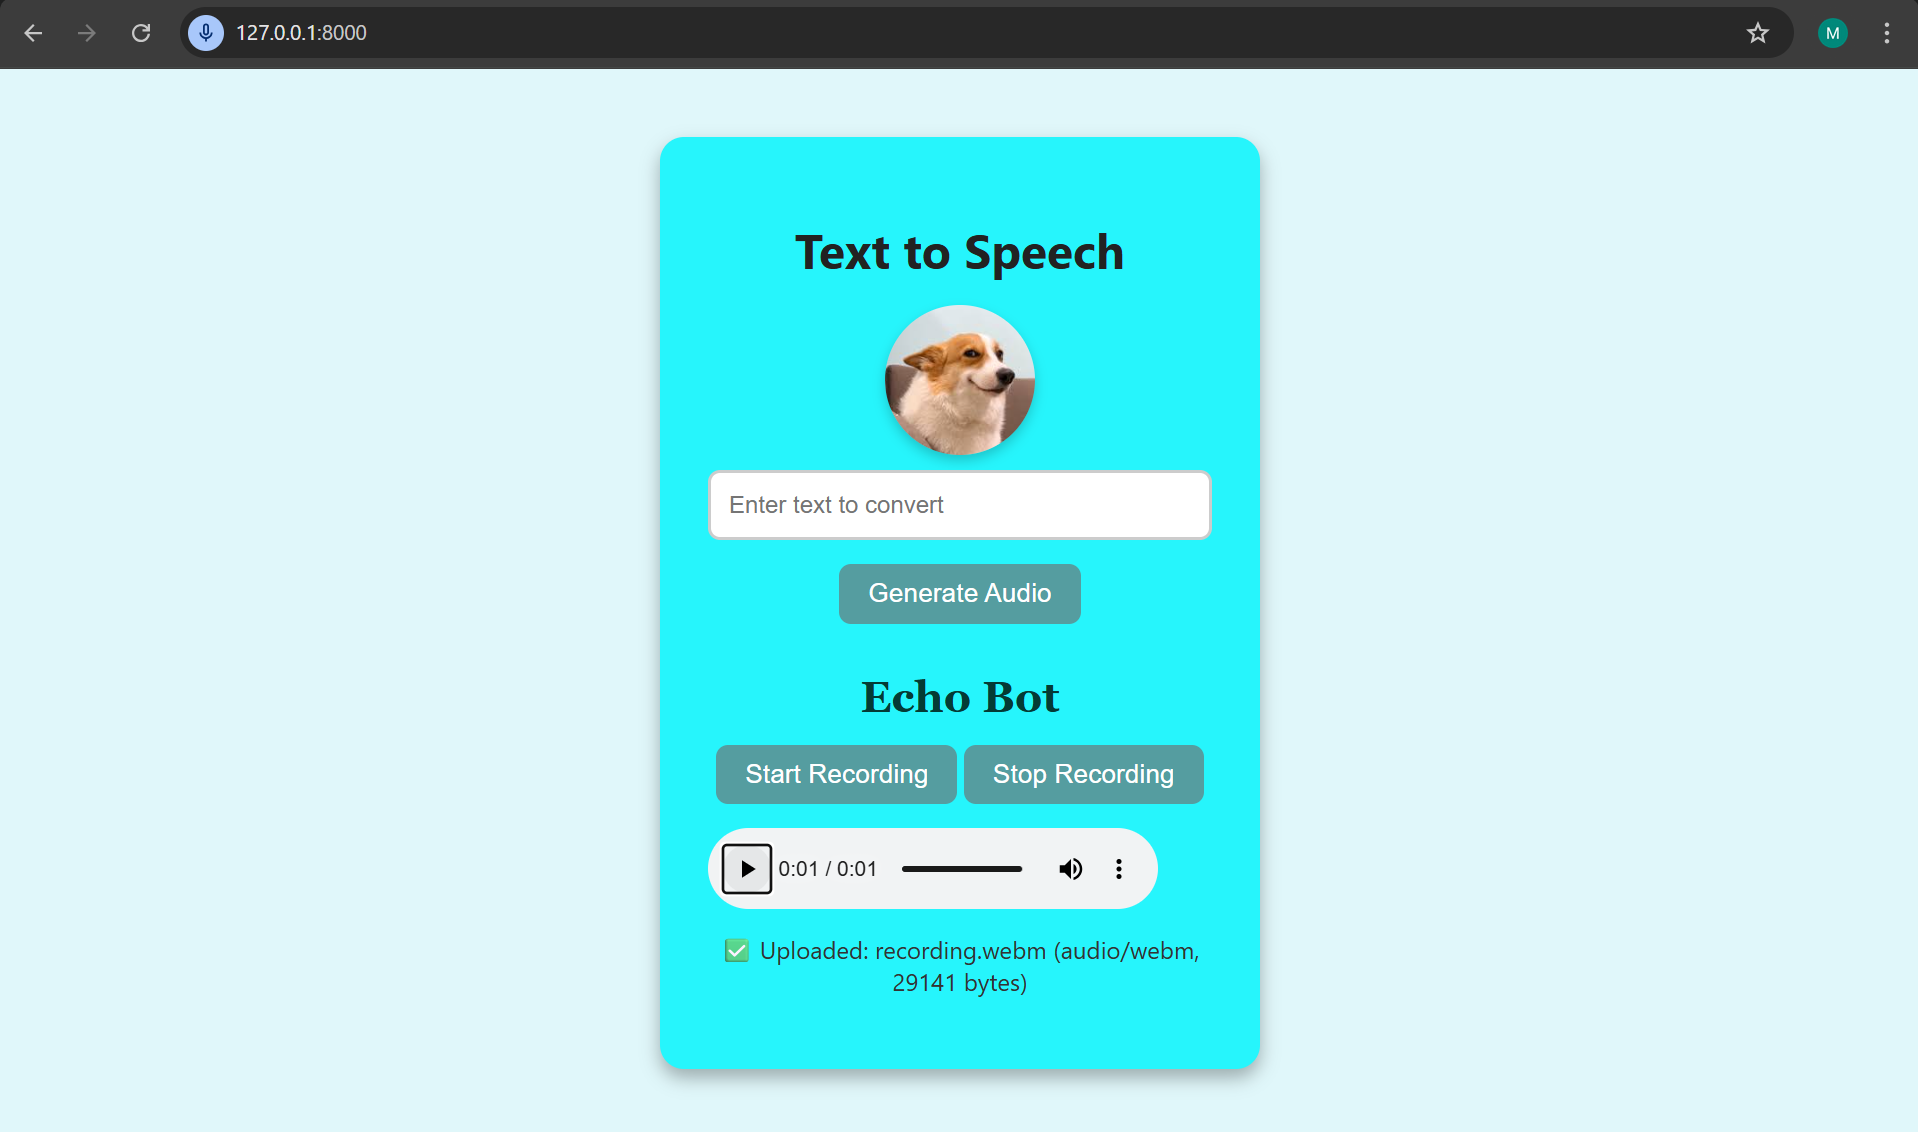 127.0.0.1:8000
M
Text to Speech
Enter text to convert
Generate Audio
Echo Bot
Start Recording Stop Recording
0:01 / 0:01
✅ Uploaded: recording.webm (audio/webm,
29141 bytes)